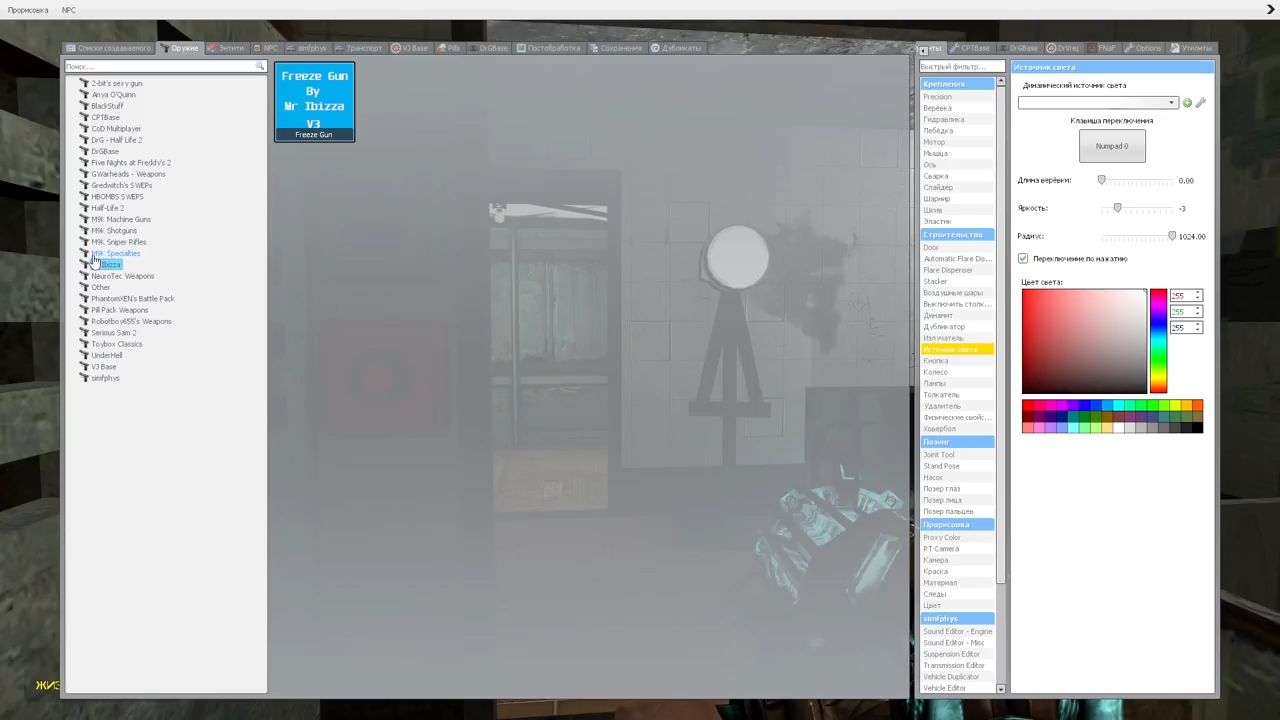 Прорисовка
NPC
Списки создаваемого
Оружие
Энтити
NPC
simfphys
Транспорт
VJ Base
Pills
DrGBase
Постобработка
Сохранения
Дубликаты
CPTBase
DrGBase
DrVrej
FNaF
Options
Утилиты
Поиск...
2-bit's sexy gun
Anya O'Quinn
BlackStuff
CPTBase
CoD Multiplayer
DrG - Half Life 2
DrGBase
Five Nights at Freddy's 2
GWarheads - Weapons
Gredwitch's SWEPs
HBOMBS SWEPS
Half-Life 2
M9K Machine Guns
M9K Shotguns
M9K Sniper Rifles
M9K Specialties
Ibizza
NeuroTec Weapons
Other
PhantomXEN's Battle Pack
Pill Pack Weapons
Robotboy655's Weapons
Serious Sam 2
Toybox Classics
UnderHell
VJ Base
simfphys
Freeze Gun
By
Mr Ibizza
V3
Freeze Gun
Быстрый фильтр...
Крепления
Precision
Верёвка
Гидравлика
Лебёдка
Мотор
Мышца
Ось
Сварка
Слайдер
Шарнир
Шкив
Эластик
Строительство
Door
Automatic Flare Dis...
Flare Dispenser
Stacker
Воздушные шары
Выключить столк...
Динамит
Дубликатор
Излучатель
Источник света
Кнопка
Колесо
Лампы
Толкатель
Удалитель
Физические свойс...
Ховербол
Позинг
Joint Tool
Stand Pose
Насос
Позер глаз
Позер лица
Позер пальцев
Прорисовка
Proxy Color
RT Camera
Камера
Краска
Материал
Следы
Цвет
simfphys
Sound Editor - Engine
Sound Editor - Misc
Suspension Editor
Transmission Editor
Vehicle Duplicator
Vehicle Editor
Источник света
Динамический источник света
Клавиша переключения
Numpad 0
Длина верёвки:
0.00
Яркость:
-3
Радиус:
1024.00
Переключение по нажатию
Цвет света:
255
255
255
ЖИЗ